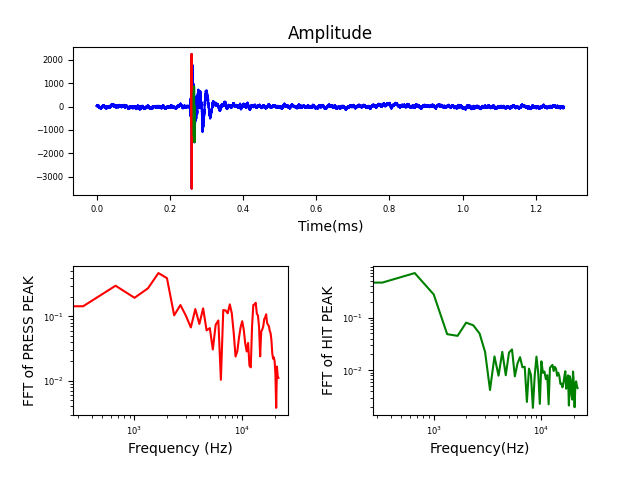 Amplitude
2000
1000
0
−1000
−2000
−3000
0.0 0.2 0.4 0.6 0.8 1.0 1.2
Time(ms)
FFT of PRESS PEAK
10⁻¹
10⁻²
10³ 10⁴
Frequency (Hz)
FFT of HIT PEAK
10⁻¹
10⁻²
10³ 10⁴
Frequency(Hz)